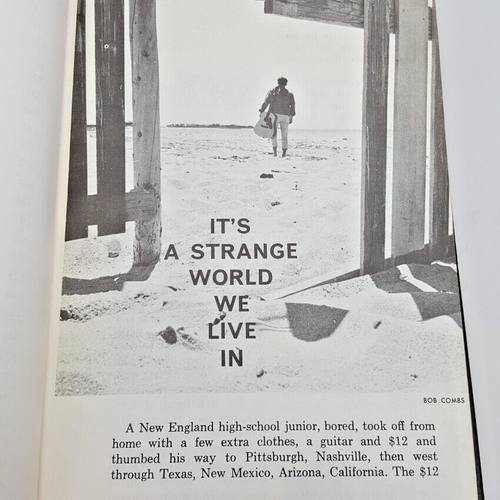 IT'S
A STRANGE
WORLD
WE
LIVE
IN
BOB COMBS
A New England high-school junior, bored, took off from
home with a few extra clothes, a guitar and $12 and
thumbed his way to Pittsburgh, Nashville, then west
through Texas, New Mexico, Arizona, California. The $12